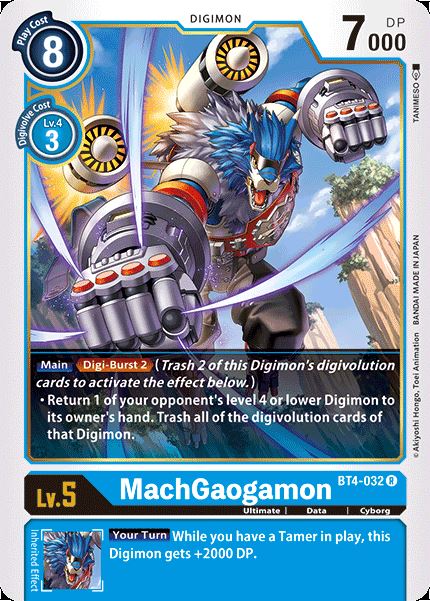 DIGIMON
Play Cost
8
7000
DP
Digivolve Cost
Lv.4
3
TANIMESO
© Akiyoshi Hongo, Toei Animation BANDAI MADE IN JAPAN
Main Digi-Burst 2 (Trash 2 of this Digimon's digivolution
cards to activate the effect below.)
• Return 1 of your opponent's level 4 or lower Digimon to
its owner's hand. Trash all of the digivolution cards of
that Digimon.
Lv.5
MachGaogamon
BT4-032 R
Ultimate | Data | Cyborg
Inherited Effect
Your Turn While you have a Tamer in play, this
Digimon gets +2000 DP.